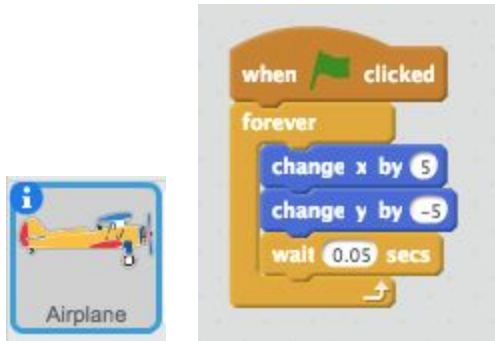 when clicked
forever
change x by 5
change y by -5
wait 0.05 secs
i
Airplane